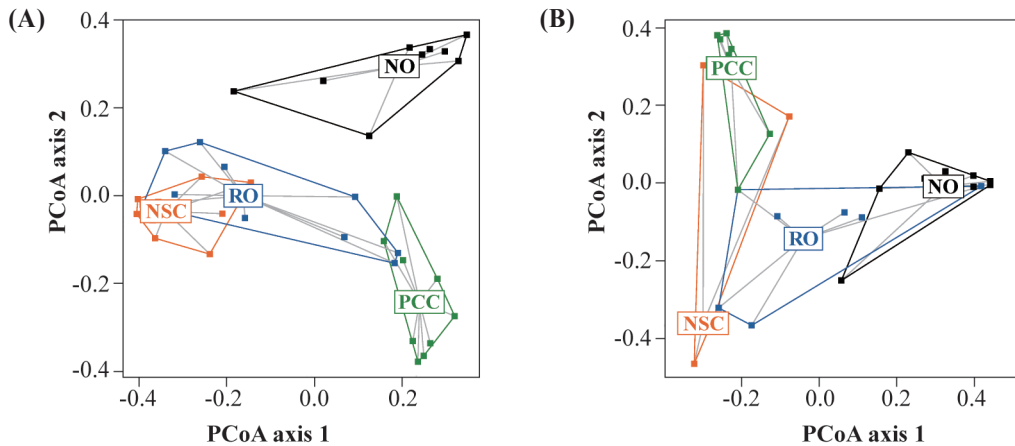 (A)
PCoA axis 2
0.4
0.2
0.0
-0.2
-0.4
NO
RO
NSC
PCC
-0.4 -0.2 0.0 0.2
PCoA axis 1
(B)
PCoA axis 2
0.4
0.2
0.0
-0.2
-0.4
PCC
NO
RO
NSC
-0.2 0.0 0.2 0.4
PCoA axis 1